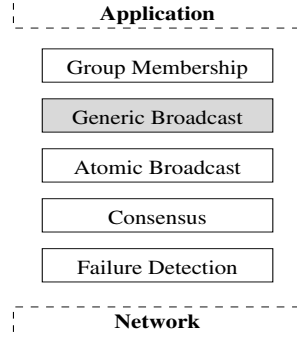 Application
Group Membership
Generic Broadcast
Atomic Broadcast
Consensus
Failure Detection
Network